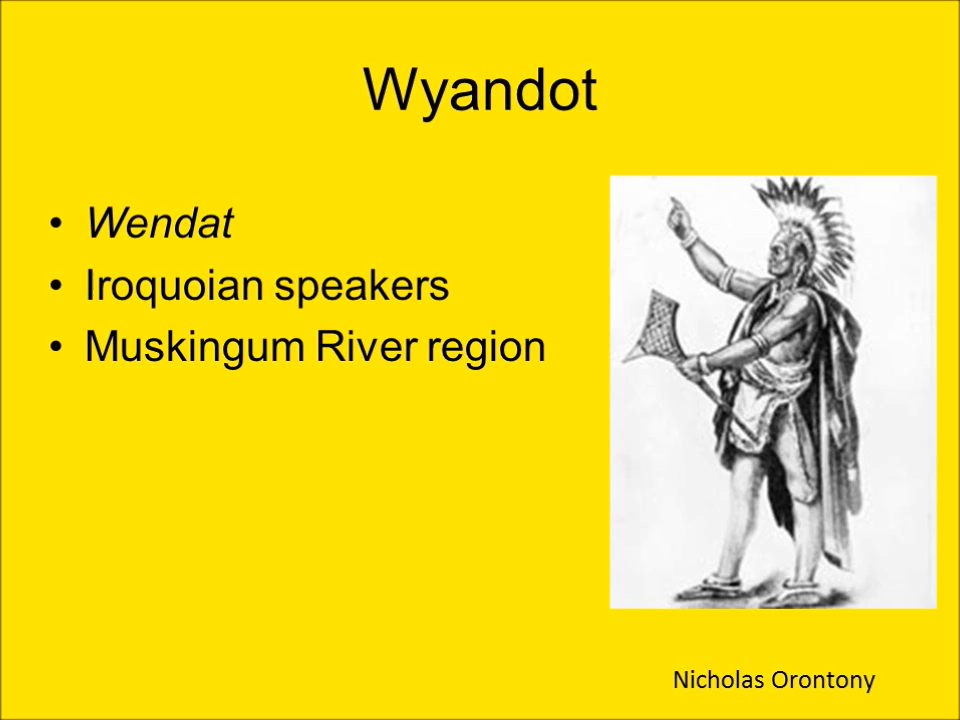 Wyandot
• Wendat
• Iroquoian speakers
• Muskingum River region
Nicholas Orontony